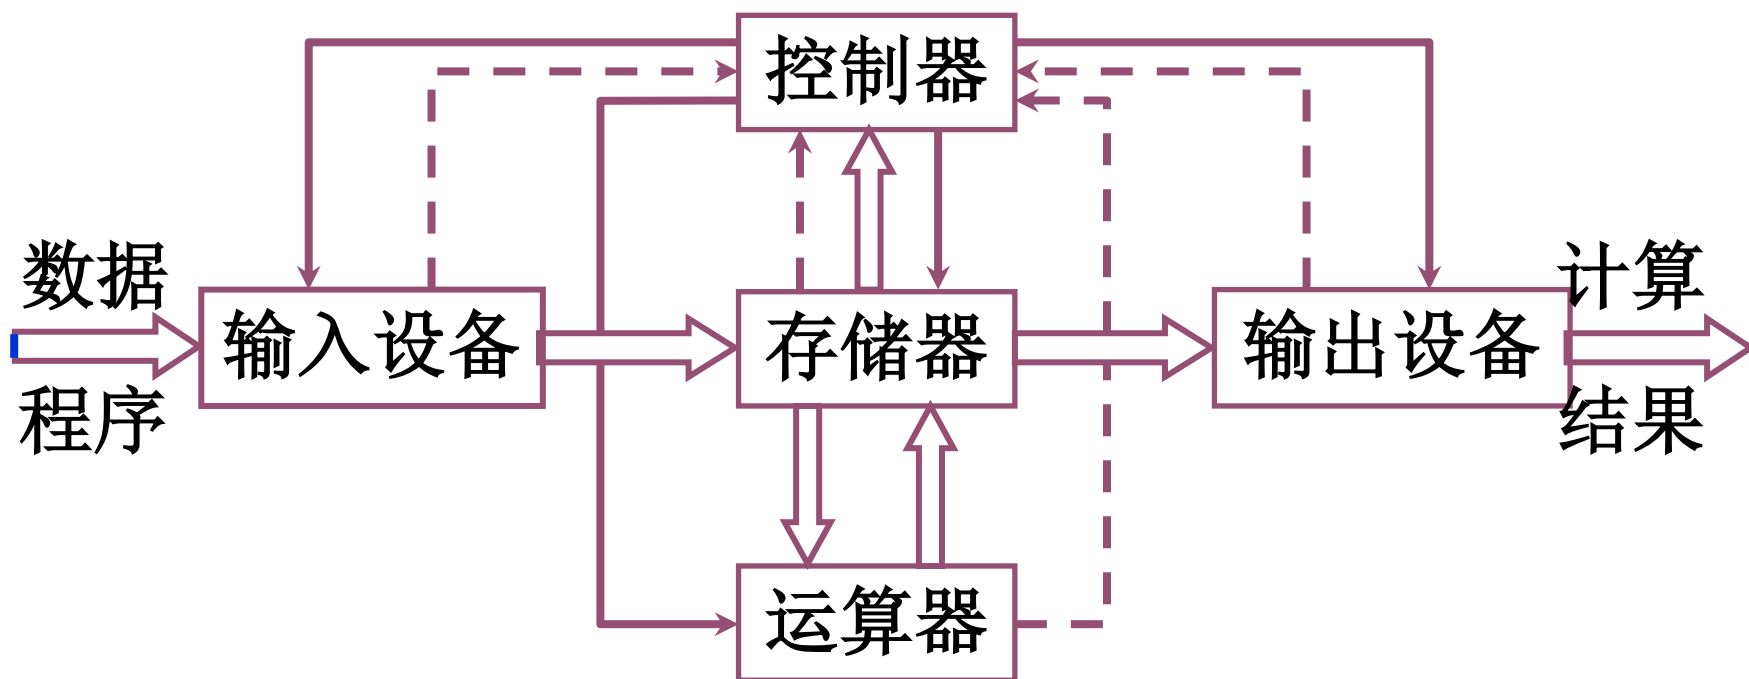 控制器
数据
程序
输入设备
存储器
输出设备
计算
结果
运算器